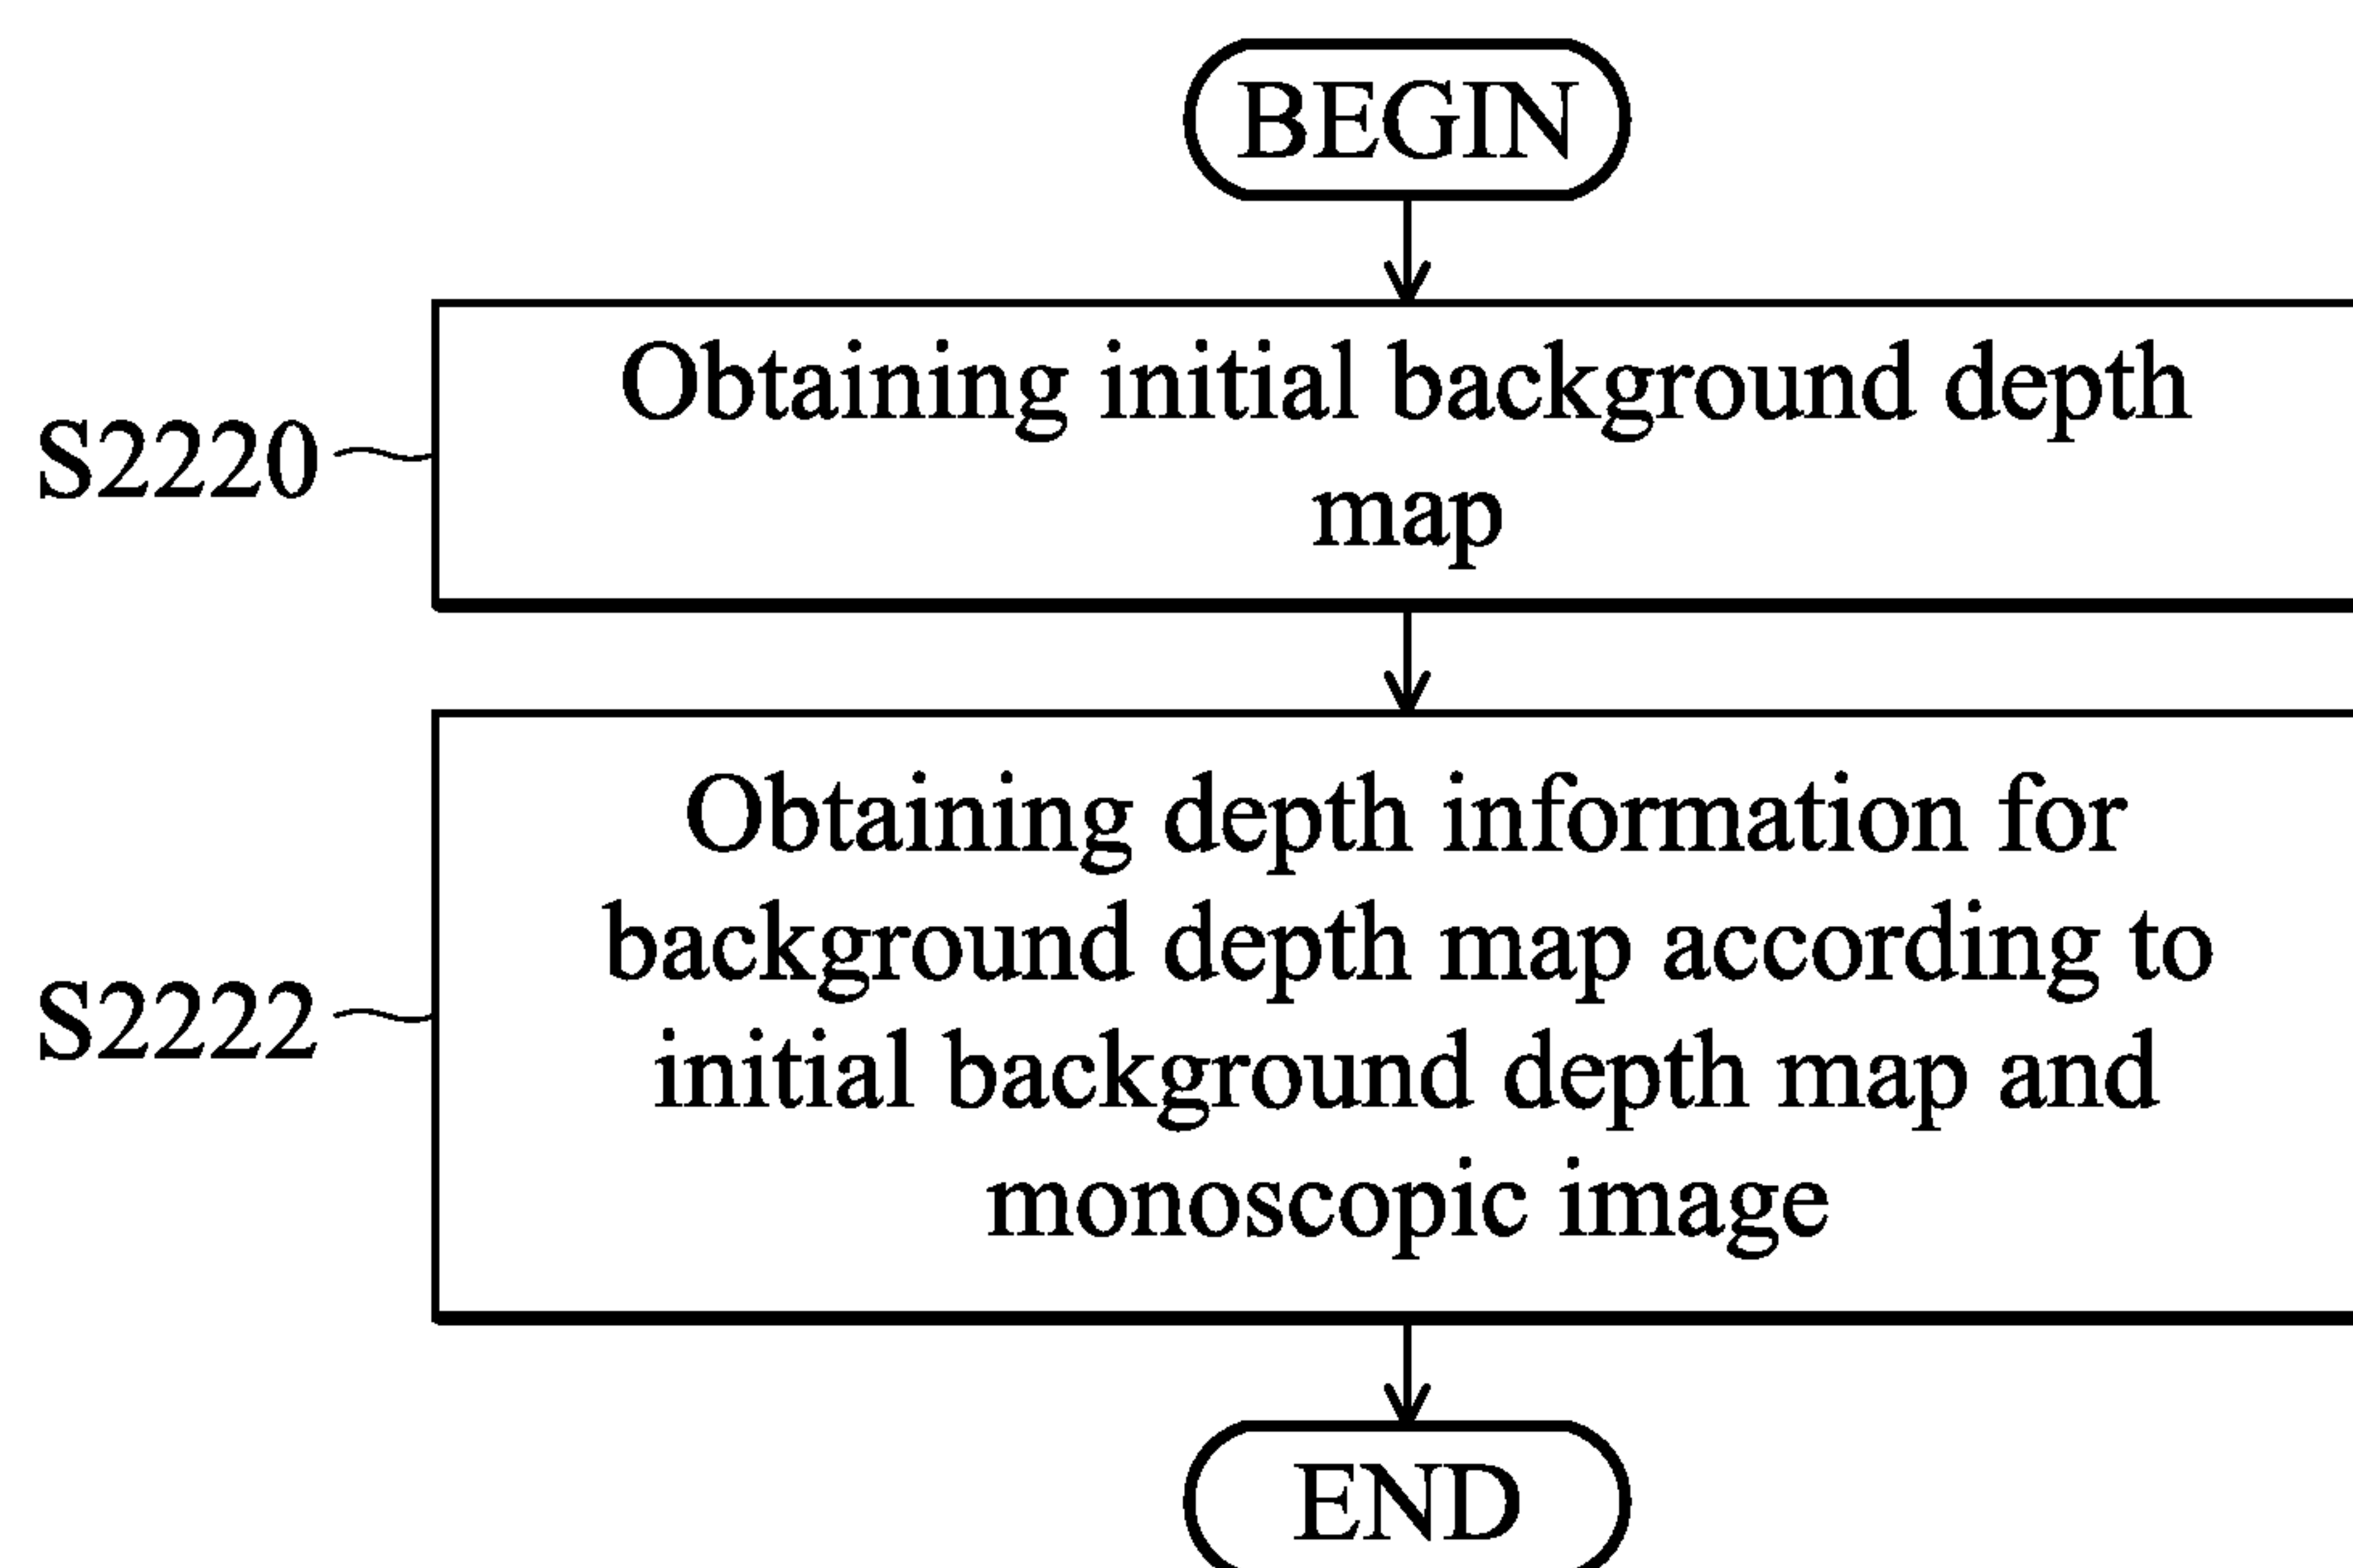 BEGIN
Obtaining initial background depth
map
S2220
Obtaining depth information for
background depth map according to
initial background depth map and
monoscopic image
S2222
END